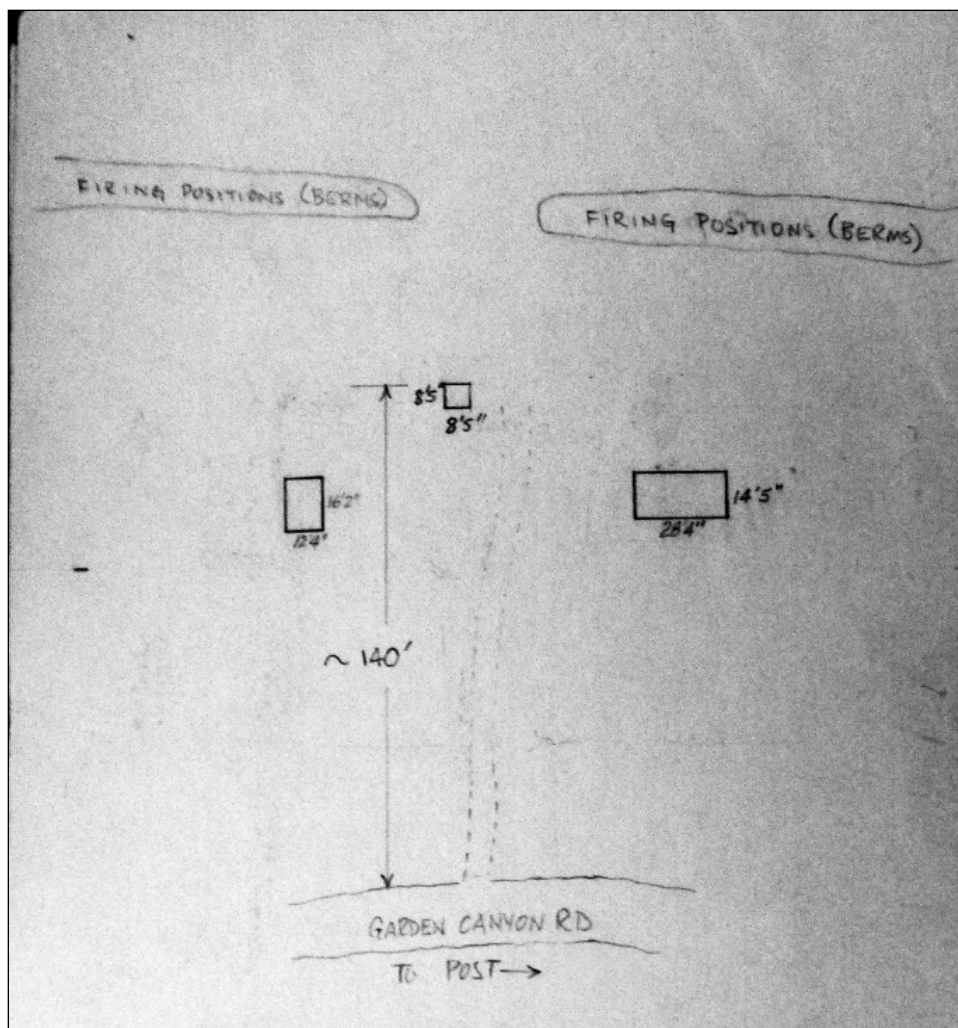 FIRING POSITIONS (BERMS)
FIRING POSITIONS (BERMS)
8'5"
8'5"
16'2"
12'4"
14'5"
28'4"
~ 140'
GARDEN CANYON RD
TO POST→